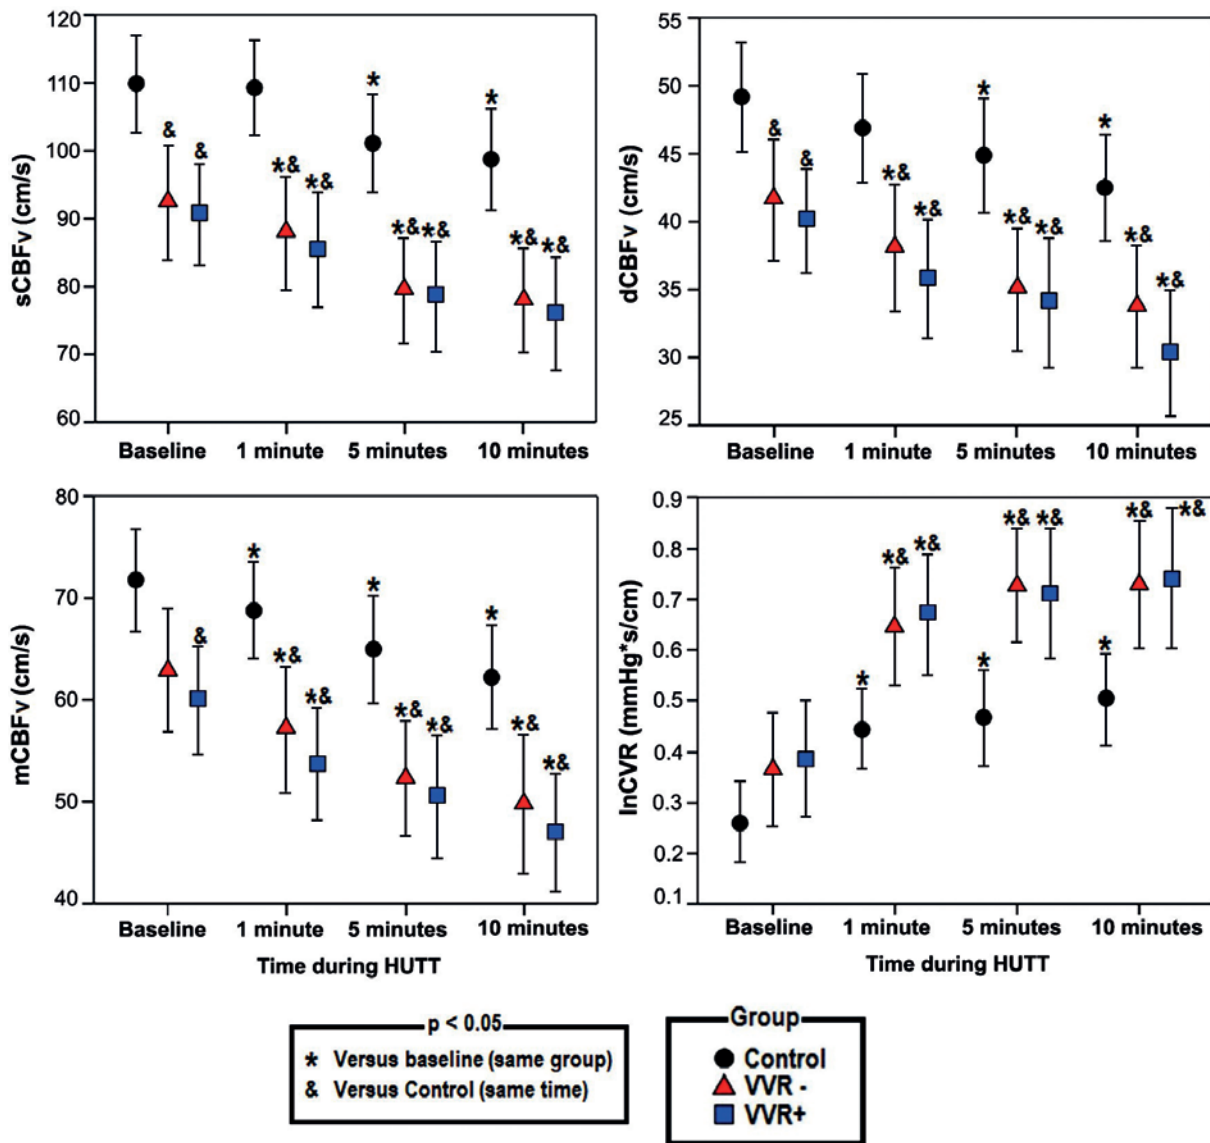 120
110
100
90
80
70
60
sCBFv (cm/s)
*
*
&
&
*&
*&
*&
*&
*&
*&
Baseline
1 minute
5 minutes
10 minutes
55
50
45
40
35
30
25
dCBFv (cm/s)
*
*
&
&
*&
*&
*&
*&
*&
*&
Baseline
1 minute
5 minutes
10 minutes
80
70
60
50
40
mCBFv (cm/s)
*
*
*
&
*&
*&
*&
*&
*&
*&
Baseline
1 minute
5 minutes
10 minutes
Time during HUTT
0.9
0.8
0.7
0.6
0.5
0.4
0.3
0.2
0.1
lnCVR (mmHg*s/cm)
*&
*&
*&
*&
*&
*&
*
*
*
Baseline
1 minute
5 minutes
10 minutes
Time during HUTT
p < 0.05
* Versus baseline (same group)
& Versus Control (same time)
Group
Control
VVR -
VVR+